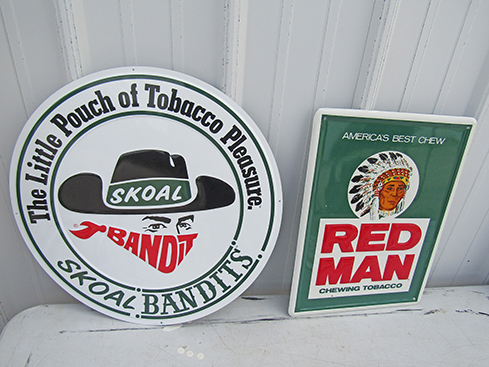 The Little Pouch of Tobacco Pleasure.
SKOAL
BANDIT
SKOAL BANDITS.
AMERICA'S BEST CHEW
RED
MAN
CHEWING TOBACCO